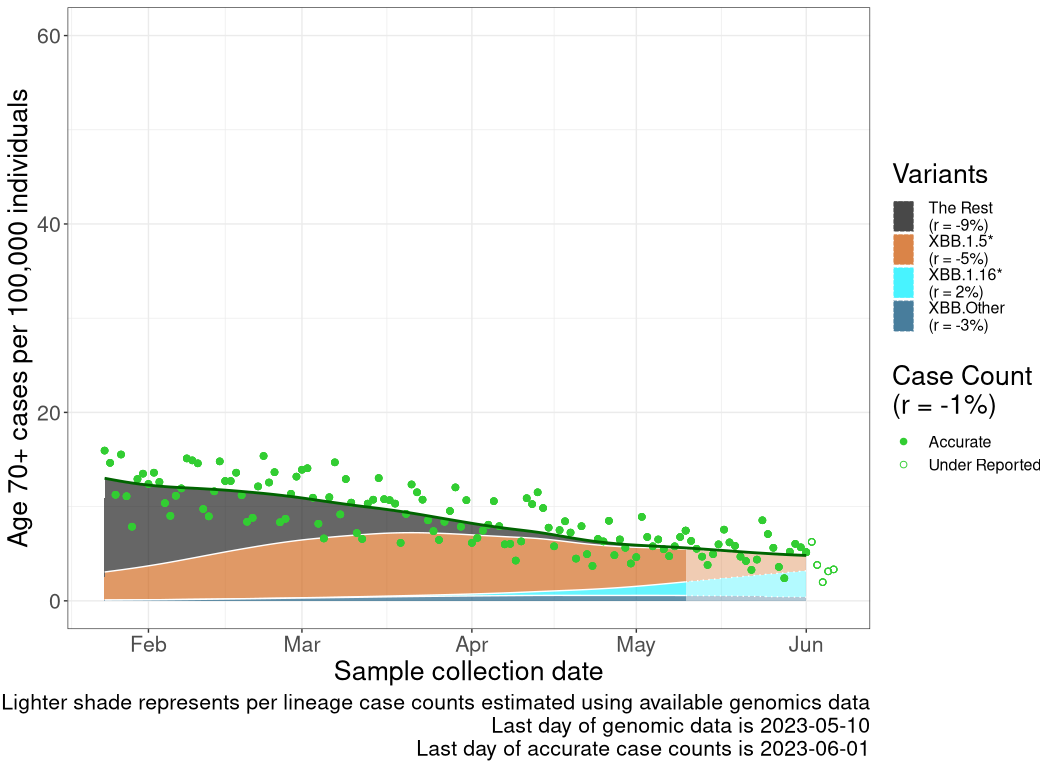 Age 70+ cases per 100,000 individuals
60
40
20
0
Feb
Mar
Apr
May
Jun
Sample collection date
Variants
The Rest
(r = -9%)
XBB.1.5*
(r = -5%)
XBB.1.16*
(r = 2%)
XBB.Other
(r = -3%)
Case Count
(r = -1%)
Accurate
Under Reported
Lighter shade represents per lineage case counts estimated using available genomics data
Last day of genomic data is 2023-05-10
Last day of accurate case counts is 2023-06-01